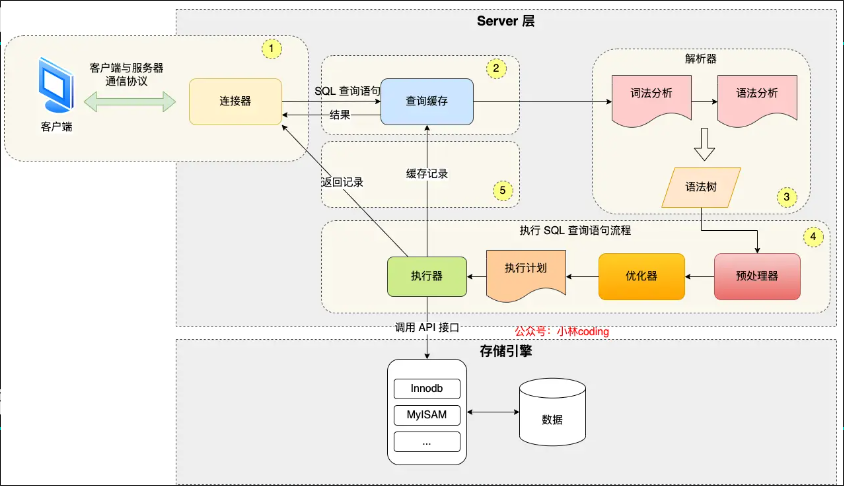 Server 层
1
客户端与服务器
通信协议
客户端
连接器
SQL 查询语句
结果
2
查询缓存
解析器
词法分析
语法分析
语法树
3
返回记录
缓存记录
5
执行 SQL 查询语句流程
4
执行器
执行计划
优化器
预处理器
调用 API 接口
公众号：小林coding
存储引擎
Innodb
MyISAM
...
数据